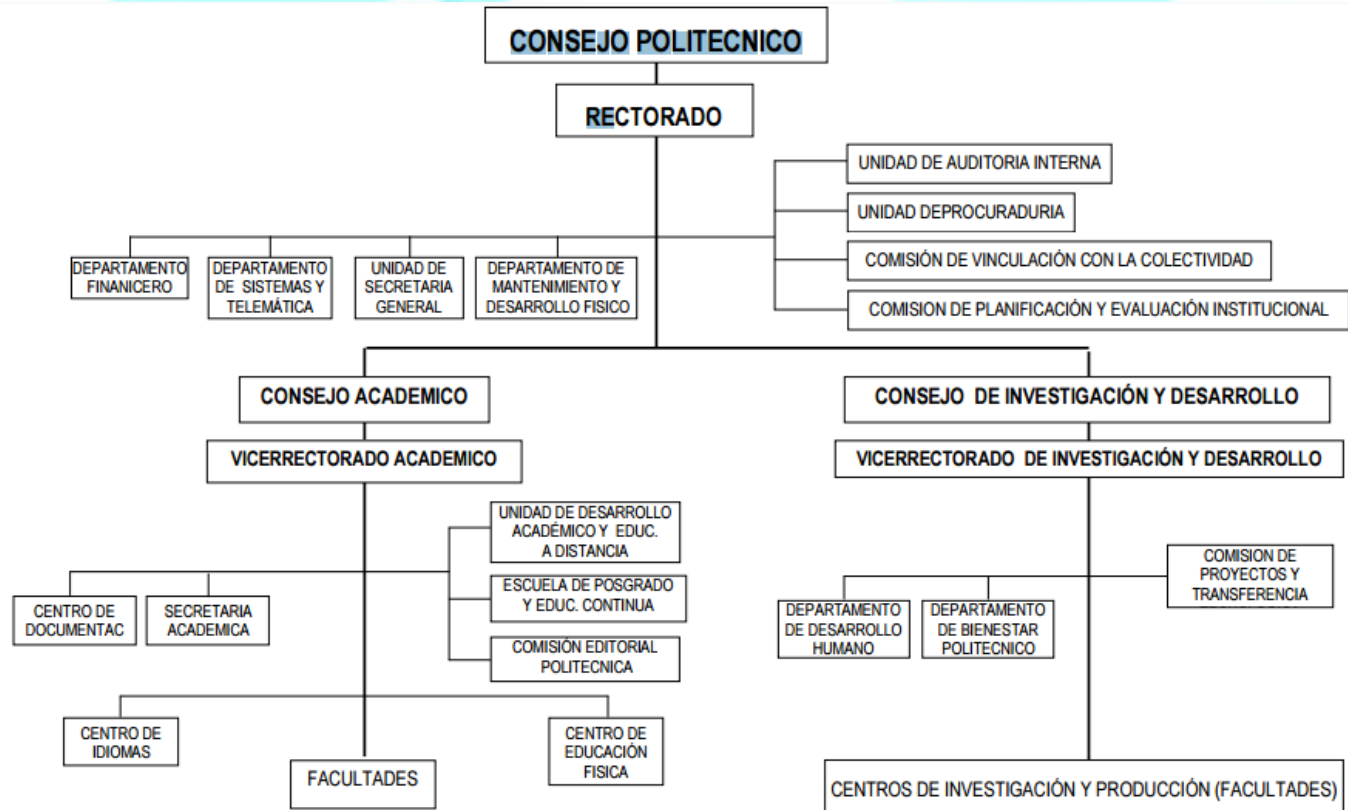 CONSEJO POLITECNICO
RECTORADO
UNIDAD DE AUDITORIA INTERNA
UNIDAD DEPROCURADURIA
COMISIÓN DE VINCULACIÓN CON LA COLECTIVIDAD
COMISION DE PLANIFICACIÓN Y EVALUACIÓN INSTITUCIONAL
DEPARTAMENTO
FINANICERO
DEPARTAMENTO
DE SISTEMAS Y
TELEMÁTICA
UNIDAD DE
SECRETARIA
GENERAL
DEPARTAMENTO DE
MANTENIMIENTO Y
DESARROLLO FISICO
CONSEJO ACADEMICO
VICERRECTORADO ACADEMICO
UNIDAD DE DESARROLLO
ACADÉMICO Y EDUC.
A DISTANCIA
ESCUELA DE POSGRADO
Y EDUC. CONTINUA
COMISIÓN EDITORIAL
POLITECNICA
CENTRO DE
DOCUMENTAC
SECRETARIA
ACADEMICA
CENTRO DE
IDIOMAS
FACULTADES
CENTRO DE
EDUCACIÓN
FISICA
CONSEJO DE INVESTIGACIÓN Y DESARROLLO
VICERRECTORADO DE INVESTIGACIÓN Y DESARROLLO
COMISION DE
PROYECTOS Y
TRANSFERENCIA
DEPARTAMENTO
DE DESARROLLO
HUMANO
DEPARTAMENTO
DE BIENESTAR
POLITECNICO
CENTROS DE INVESTIGACIÓN Y PRODUCCIÓN (FACULTADES)